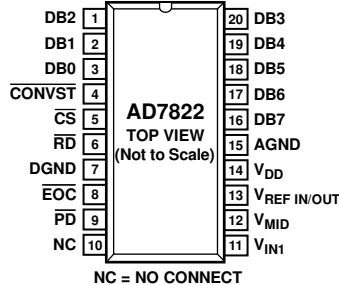 DB2 1 20 DB3
DB1 2 19 DB4
DB0 3 18 DB5
CONVST 4 17 DB6
CS 5 16 DB7
RD 6 15 AGND
DGND 7 14 VDD
EOC 8 13 VREF IN/OUT
PD 9 12 VMID
NC 10 11 VIN1
AD7822
TOP VIEW
(Not to Scale)
NC = NO CONNECT